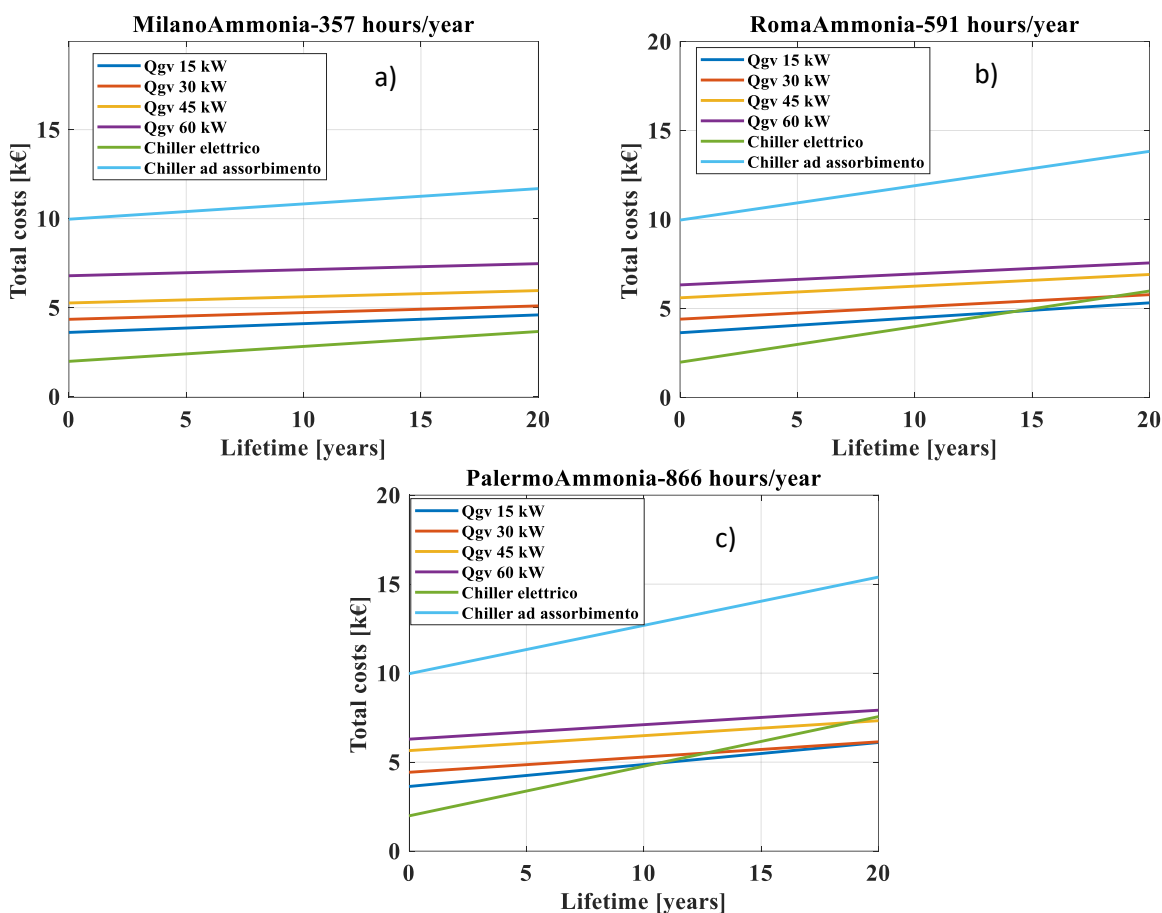 MilanoAmmonia-357 hours/year
Qgv 15 kW
Qgv 30 kW
Qgv 45 kW
Qgv 60 kW
Chiller elettrico
Chiller ad assorbimento
a)
Total costs [k€]
15
10
5
0
0 5 10 15 20
Lifetime [years]
RomaAmmonia-591 hours/year
Qgv 15 kW
Qgv 30 kW
Qgv 45 kW
Qgv 60 kW
Chiller elettrico
Chiller ad assorbimento
b)
Total costs [k€]
20
15
10
5
0
0 5 10 15 20
Lifetime [years]
PalermoAmmonia-866 hours/year
Qgv 15 kW
Qgv 30 kW
Qgv 45 kW
Qgv 60 kW
Chiller elettrico
Chiller ad assorbimento
c)
Total costs [k€]
20
15
10
5
0
0 5 10 15 20
Lifetime [years]